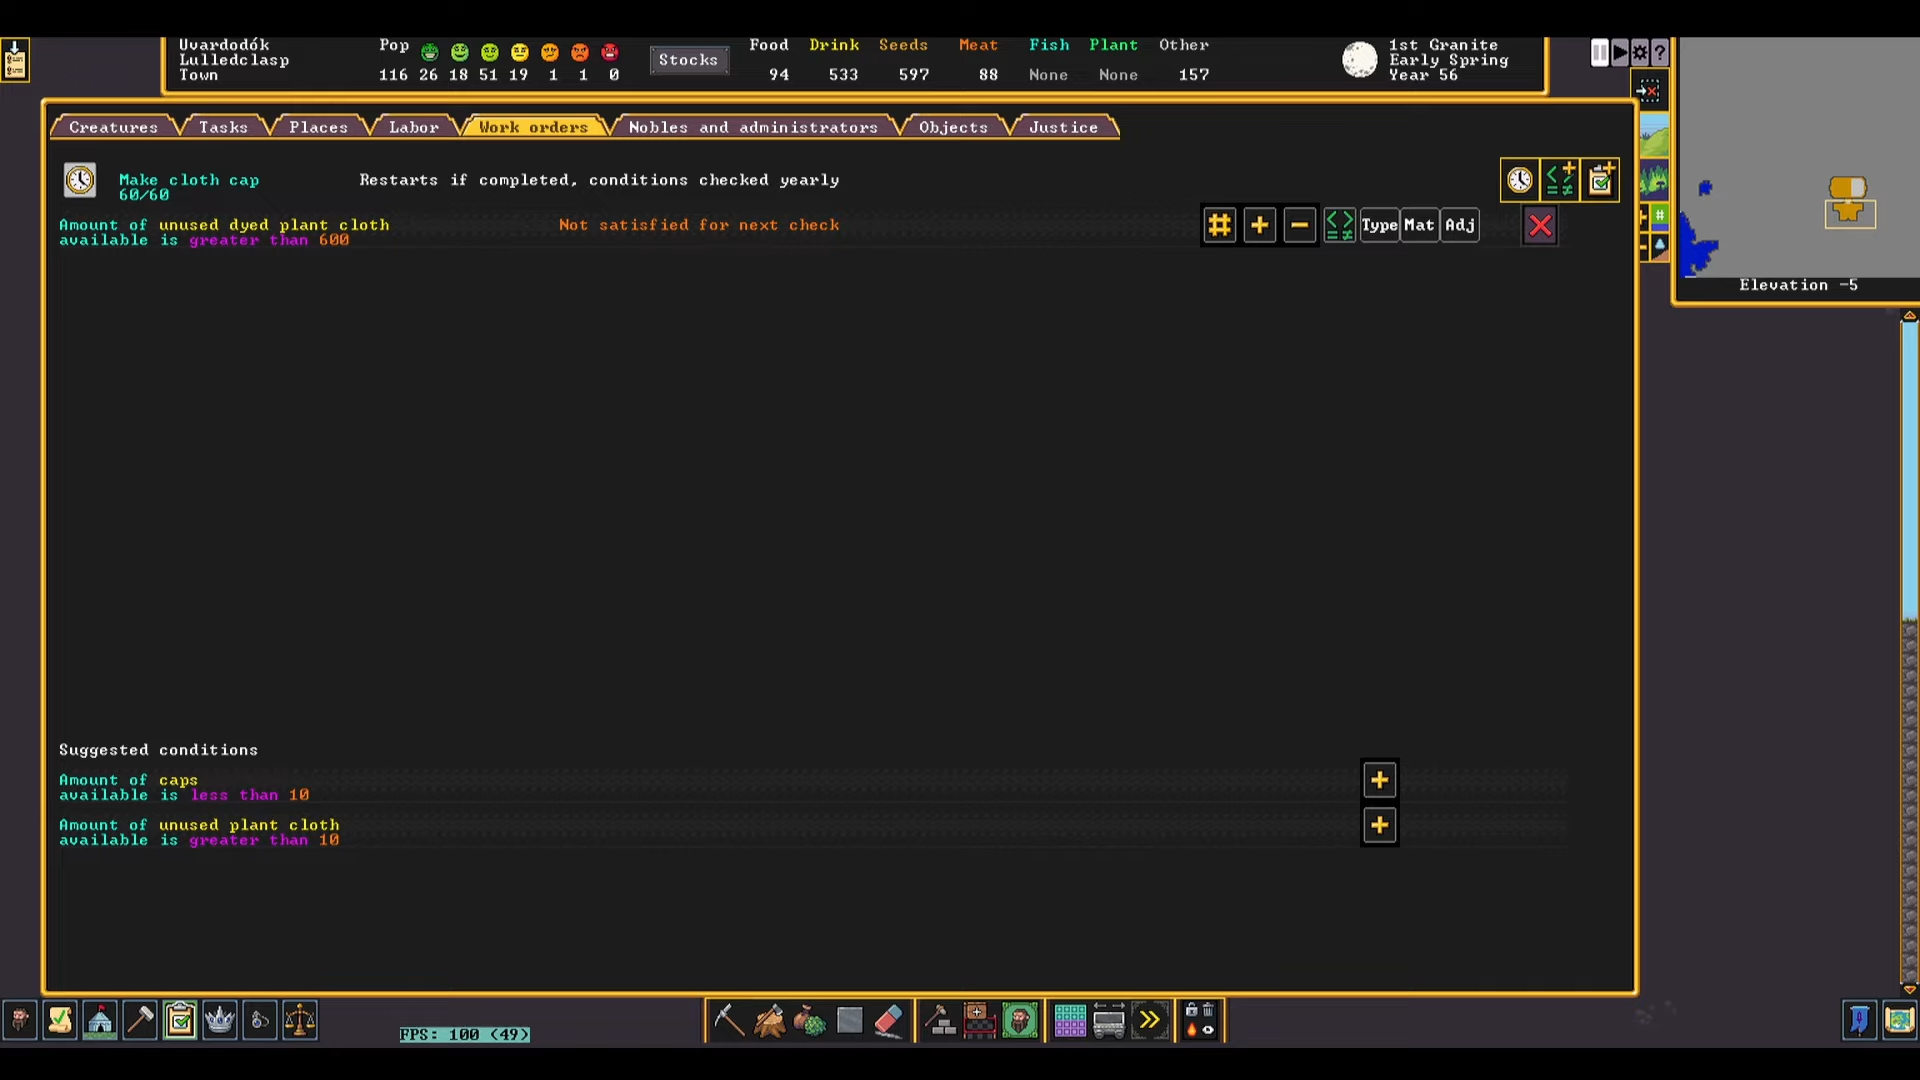 Uvardodók
Lulledclasp
Town
Pop
116 26 18 51 19 1 1 0
Stocks
Food Drink Seeds Meat Fish Plant Other
94 533 597 88 None None 157
1st Granite
Early Spring
Year 56
?
Creatures Tasks Places Labor Work orders Nobles and administrators Objects Justice
Make cloth cap
60/60
Restarts if completed, conditions checked yearly
Amount of unused dyed plant cloth
available is greater than 600
Not satisfied for next check
Type Mat Adj
Elevation -5
Suggested conditions
Amount of caps
available is less than 10
Amount of unused plant cloth
available is greater than 10
FPS: 100 (49)